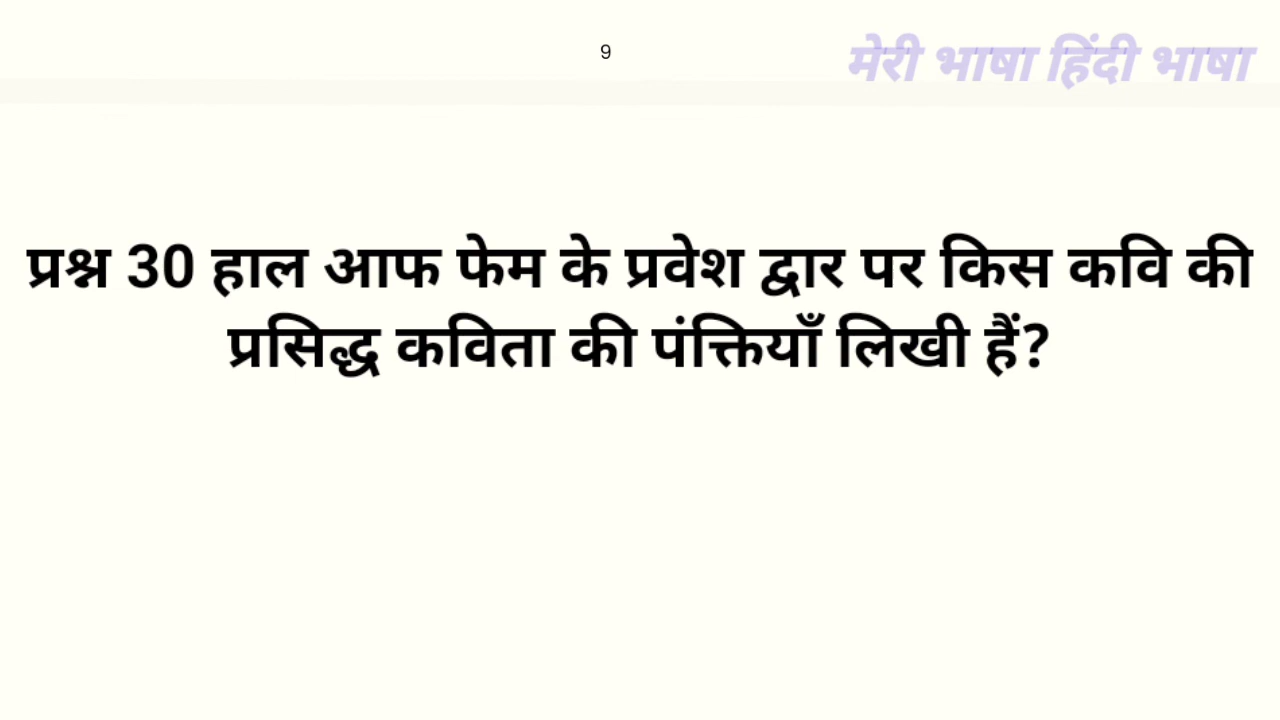 9
मेरी भाषा हिंदी भाषा
प्रश्न 30 हाल आफ फेम के प्रवेश द्वार पर किस कवि की
प्रसिद्ध कविता की पंक्तियाँ लिखी हैं?